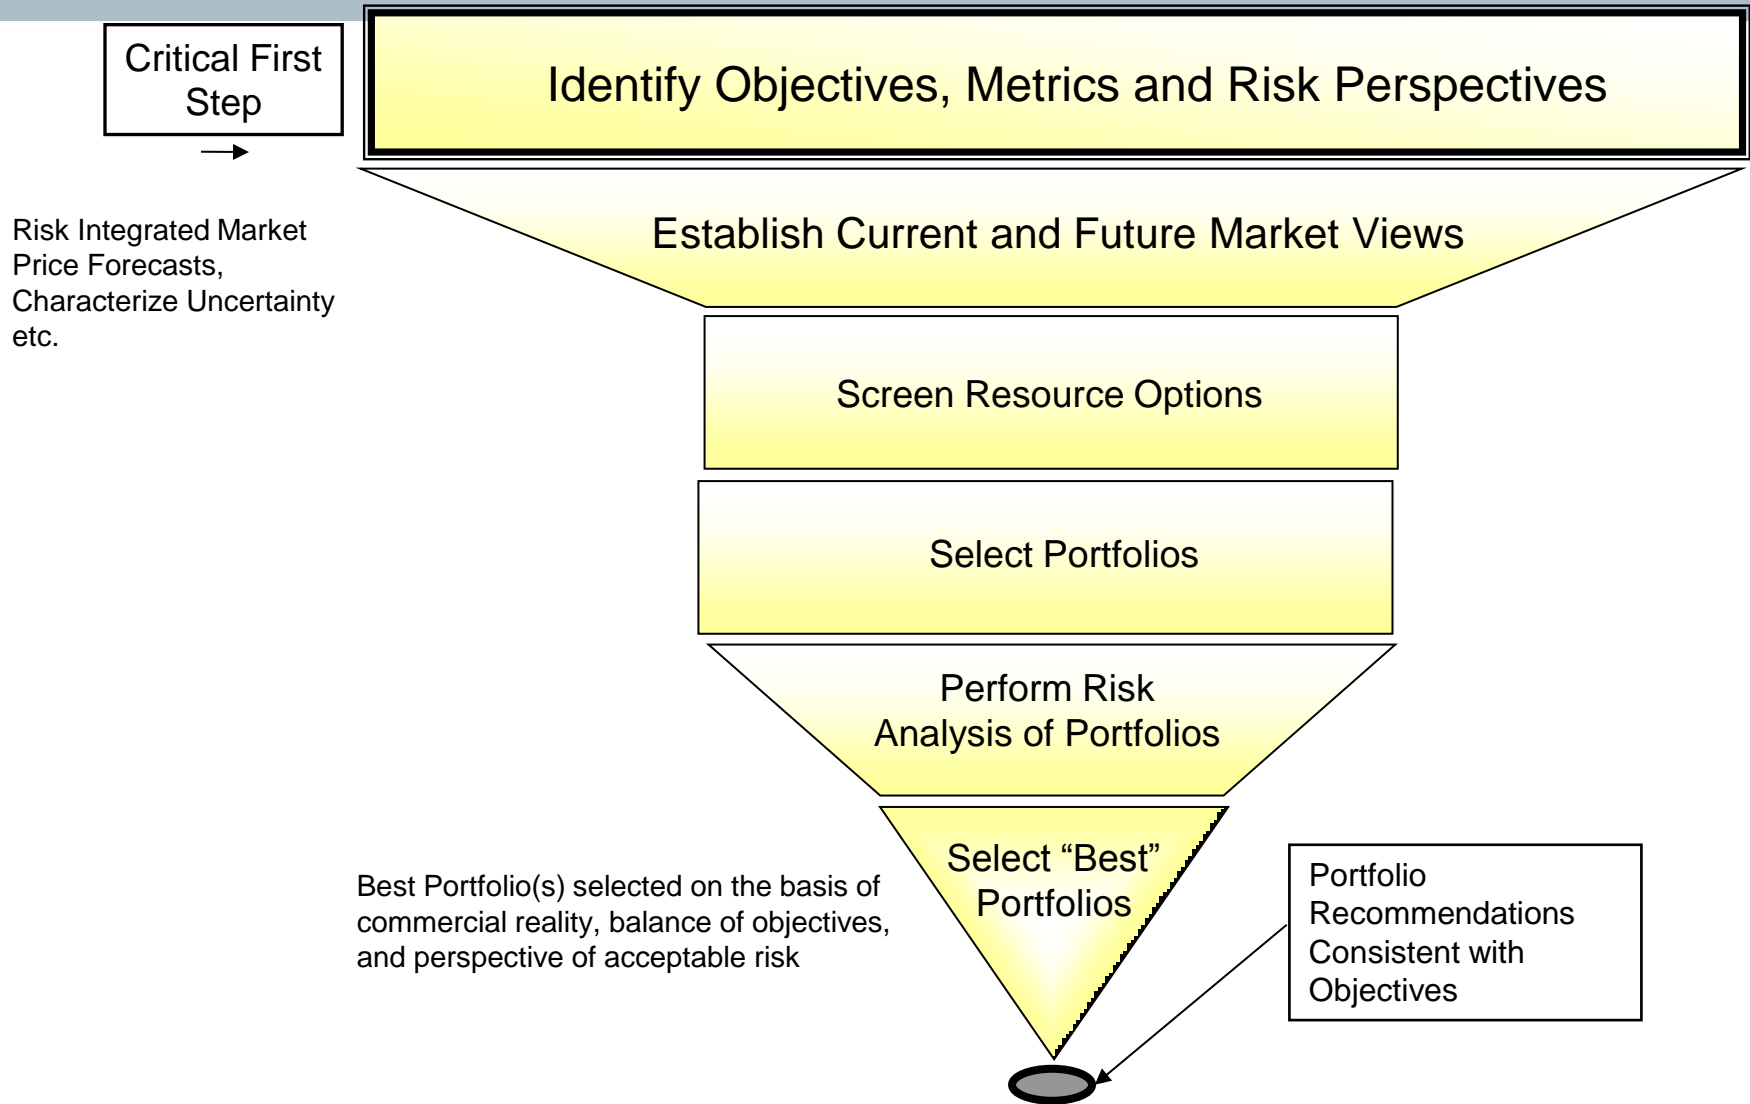 Critical First
Step
Identify Objectives, Metrics and Risk Perspectives
Risk Integrated Market
Price Forecasts,
Characterize Uncertainty
etc.
Establish Current and Future Market Views
Screen Resource Options
Select Portfolios
Perform Risk
Analysis of Portfolios
Select “Best”
Portfolios
Best Portfolio(s) selected on the basis of
commercial reality, balance of objectives,
and perspective of acceptable risk
Portfolio
Recommendations
Consistent with
Objectives